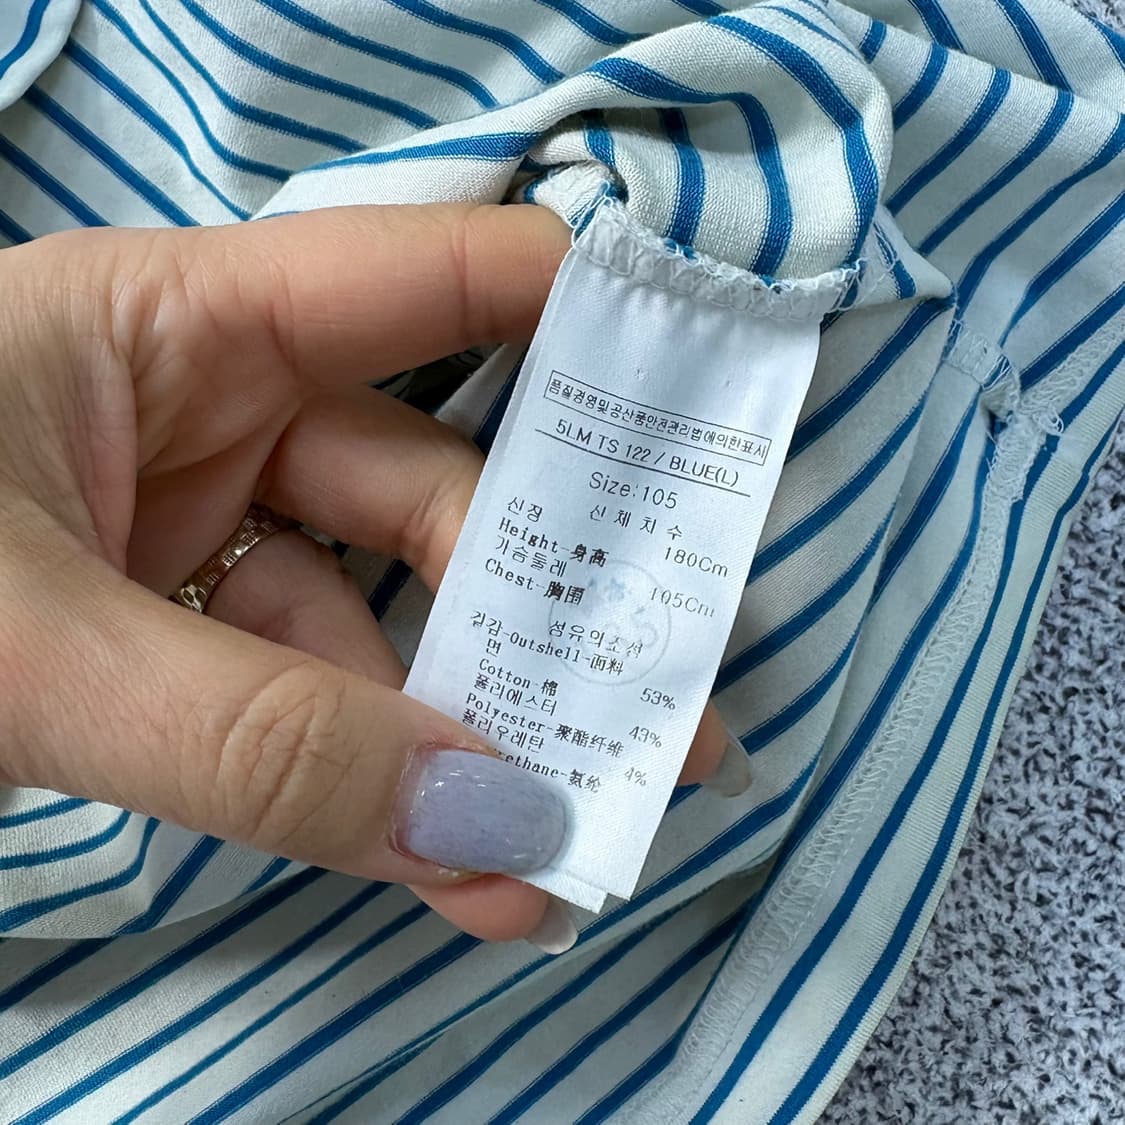 품질경영및공산품안전관리법에의한표시
5LM TS 122 / BLUE(L)
Size:105
신장 신 체 치 수
Height-身高 180Cm
가슴둘레
Chest-胸围 105Cm
겉감 섬유의조성
-Outshell-面料
면
Cotton-棉 53%
폴리에스터
Polyester-聚酯纤维 43%
폴리우레탄
ethane-氨纶 4%